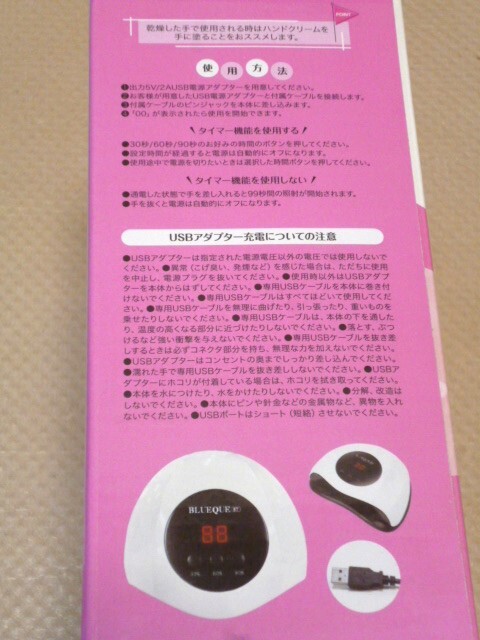 乾燥した手で使用される時はハンドクリームを
手に塗ることをおススメします。
POINT
使用方法
❶出力5V/2AUSB電源アダプターを用意してください。
❷お客様が用意したUSB電源アダプターと付属ケーブルを接続します。
❸付属ケーブルのピンジャックを本体に差し込みます。
❹「00」が表示されたら使用を開始できます。
\ タイマー機能を使用する /
●30秒/60秒/90秒のお好みの時間のボタンを押してください。
●設定時間が経過すると電源は自動的にオフになります。
●使用途中で電源を切りたいときは選択した時間ボタンを押してください。
\ タイマー機能を使用しない /
●通電した状態で手を差し入れると99秒間の照射が開始されます。
●手を抜くと電源は自動的にオフになります。
USBアダプター充電についての注意
●USBアダプターは指定された電源電圧以外の電圧では使用しないで
ください。●異常（こげ臭い、発煙など）を感じた場合は、ただちに使用
を中止し、電源プラグを抜いてください。●使用時以外はUSBアダプ
ターを本体からはずしてください。●専用USBケーブルを本体に巻き付
けないでください。●専用USBケーブルはすべてほどいて使用してくだ
さい。●専用USBケーブルを無理に曲げたり、引っ張ったり、重いものを
乗せたりしないでください。●専用USBケーブルは、本体の下を通した
り、温度の高くなる部分に近づけたりしないでください。●落とす、ぶつ
けるなど強い衝撃を与えないでください。●専用USBケーブルを抜き差
しするときは必ずコネクタ部分を持ち、無理な力を加えないでください。
●USBアダプターはコンセントの奥までしっかり差し込んでください。
●濡れた手で専用USBケーブルを抜き差ししないでください。●USBア
ダプターにホコリが付着している場合は、ホコリを拭き取ってください。
●本体を水につけたり、水をかけたりしないでください。●分解、改造は
しないでください。●本体にピンや針金などの金属物など、異物を入れ
ないでください。●USBポートはショート（短絡）させないでください。
BLUEQUE
88